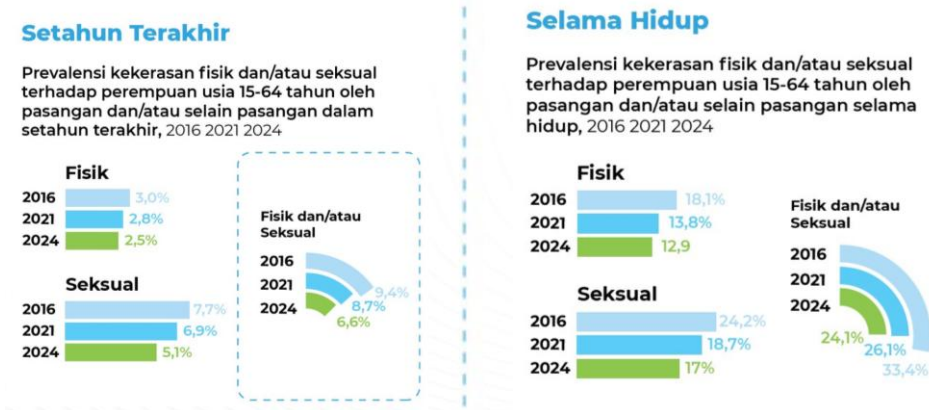 Setahun Terakhir
Prevalensi kekerasan fisik dan/atau seksual
terhadap perempuan usia 15-64 tahun oleh
pasangan dan/atau selain pasangan dalam
setahun terakhir, 2016 2021 2024
Fisik
2016 3,0%
2021 2,8%
2024 2,5%
Seksual
2016 7,7%
2021 6,9%
2024 5,1%
Fisik dan/atau
Seksual
2016
2021
2024
9,4%
8,7%
6,6%
Selama Hidup
Prevalensi kekerasan fisik dan/atau seksual
terhadap perempuan usia 15-64 tahun oleh
pasangan dan/atau selain pasangan selama
hidup, 2016 2021 2024
Fisik
2016 18,1%
2021 13,8%
2024 12,9
Seksual
2016 24,2%
2021 18,7%
2024 17%
Fisik dan/atau
Seksual
2016
2021
2024
24,1%
26,1%
33,4%